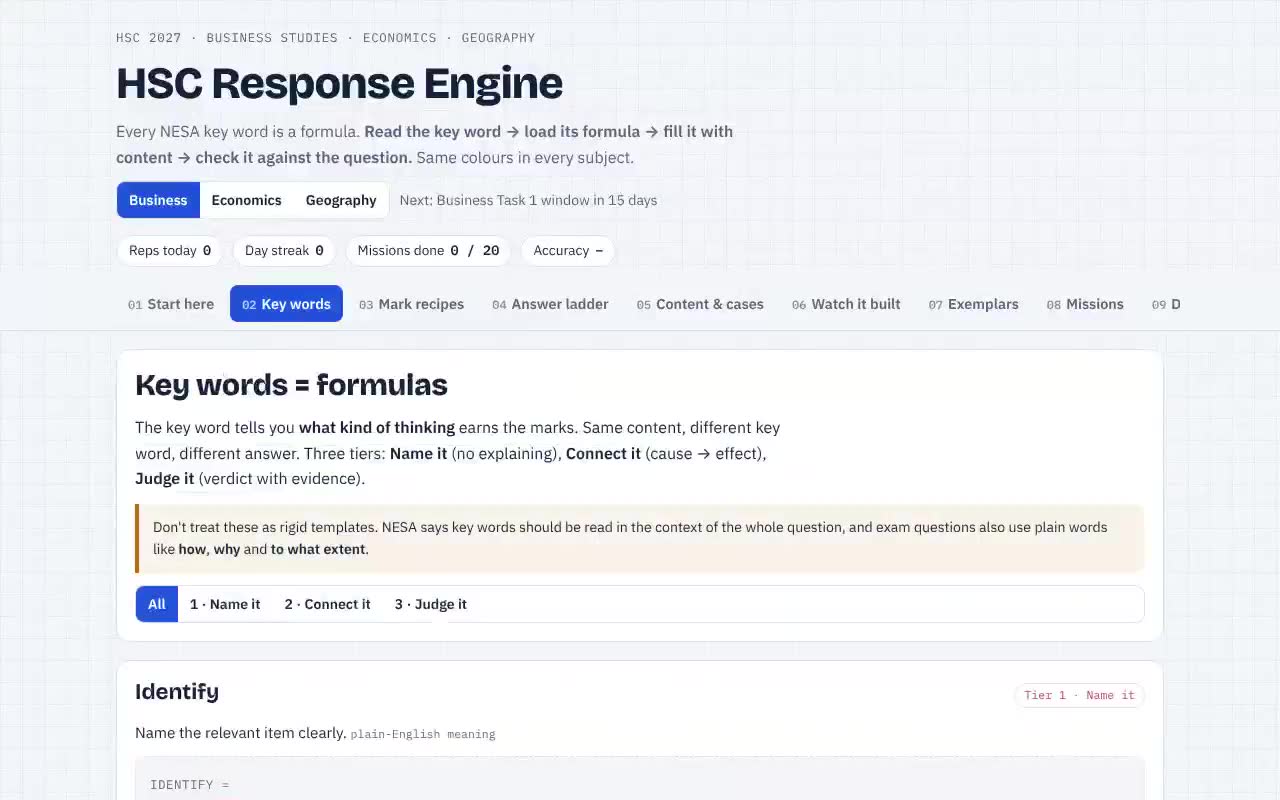 HSC 2027 · BUSINESS STUDIES · ECONOMICS · GEOGRAPHY
HSC Response Engine
Every NESA key word is a formula. Read the key word → load its formula → fill it with
content → check it against the question. Same colours in every subject.
Business Economics Geography Next: Business Task 1 window in 15 days
Reps today 0 Day streak 0 Missions done 0 / 20 Accuracy –
01 Start here 02 Key words 03 Mark recipes 04 Answer ladder 05 Content & cases 06 Watch it built 07 Exemplars 08 Missions 09 D
Key words = formulas
The key word tells you what kind of thinking earns the marks. Same content, different key
word, different answer. Three tiers: Name it (no explaining), Connect it (cause → effect),
Judge it (verdict with evidence).
Don't treat these as rigid templates. NESA says key words should be read in the context of the whole question, and exam questions also use plain words
like how, why and to what extent.
All 1 · Name it 2 · Connect it 3 · Judge it
Identify
Tier 1 · Name it
Name the relevant item clearly. plain-English meaning
IDENTIFY =